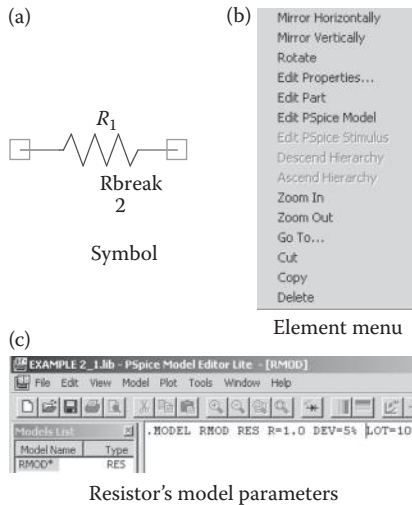 (a)
R1
Rbreak
2
Symbol
(b)
Mirror Horizontally
Mirror Vertically
Rotate
Edit Properties...
Edit Part
Edit PSpice Model
Edit PSpice Stimulus
Descend Hierarchy
Ascend Hierarchy
Zoom In
Zoom Out
Go To...
Cut
Copy
Delete
Element menu
(c)
EXAMPLE 2_1.lib - PSpice Model Editor Lite - [RMOD]
File Edit View Model Plot Tools Window Help
Models List
Model Name Type
RMOD* RES
.MODEL RMOD RES R=1.0 DEV=5% LOT=10
Resistor's model parameters